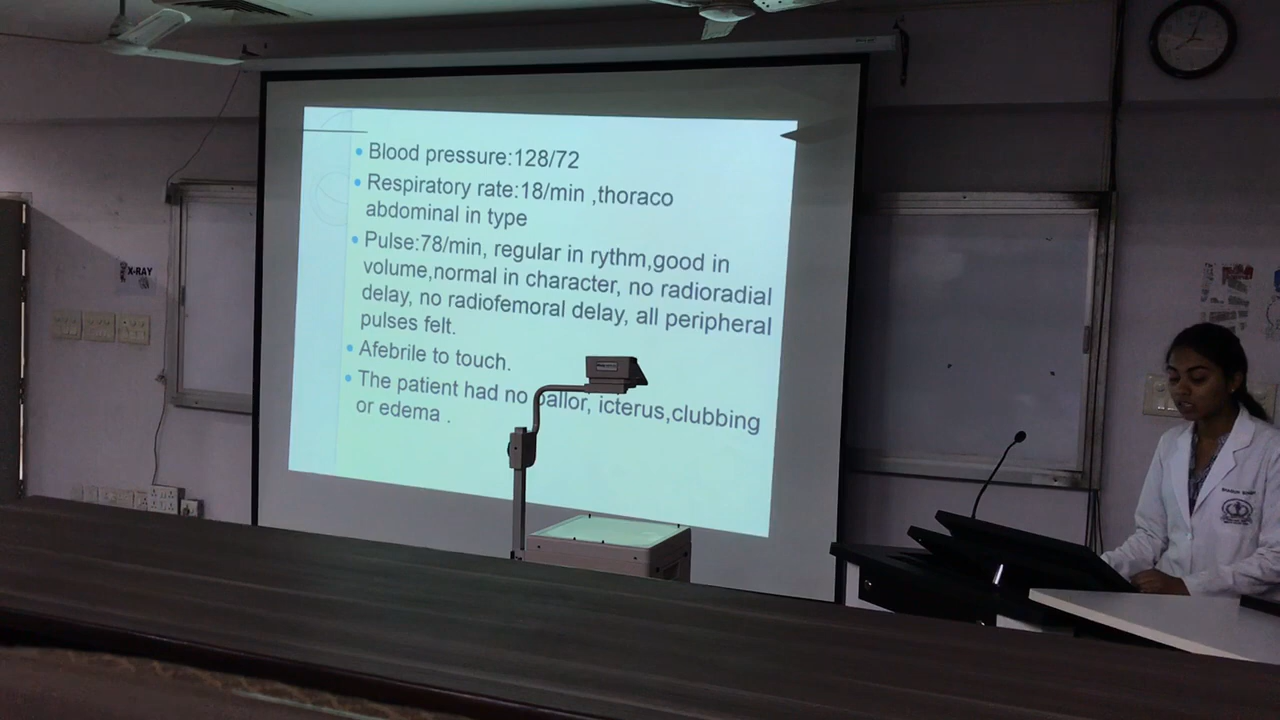 Blood pressure:128/72
Respiratory rate:18/min ,thoraco
abdominal in type
Pulse:78/min, regular in rythm,good in
volume,normal in character, no radioradial
delay, no radiofemoral delay, all peripheral
pulses felt.
Afebrile to touch.
The patient had no pallor, icterus,clubbing
or edema .
X-RAY